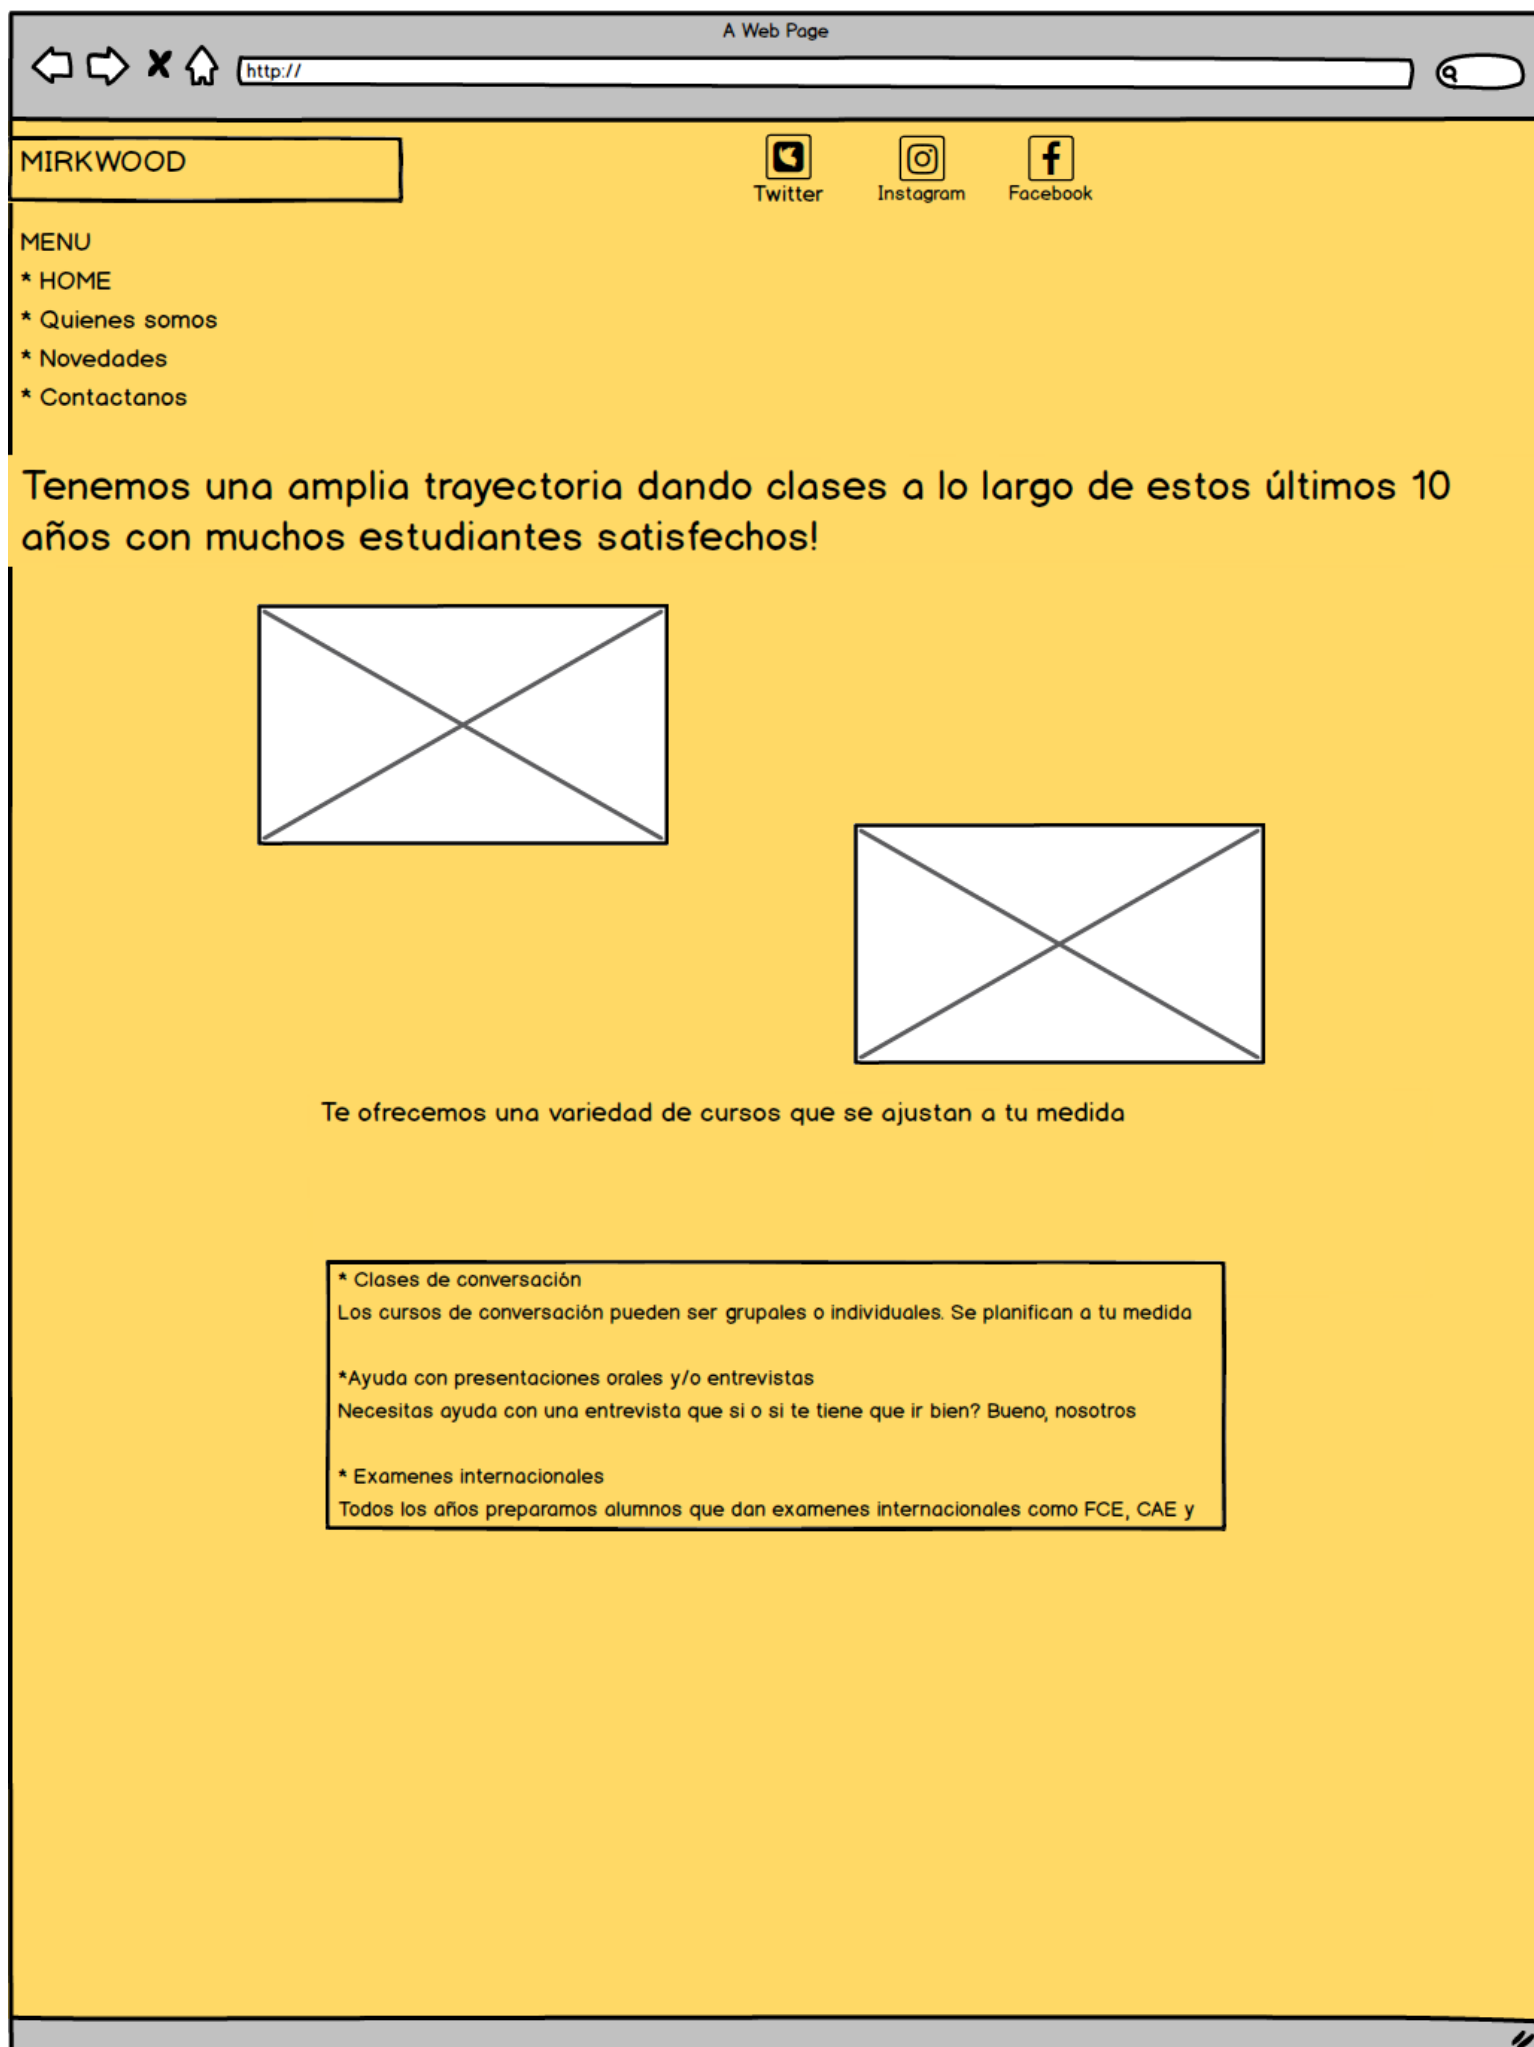 A Web Page
http://
MIRKWOOD
Twitter
Instagram
Facebook
MENU
* HOME
* Quienes somos
* Novedades
* Contactanos
Tenemos una amplia trayectoria dando clases a lo largo de estos últimos 10
años con muchos estudiantes satisfechos!
Te ofrecemos una variedad de cursos que se ajustan a tu medida
* Clases de conversación
Los cursos de conversación pueden ser grupales o individuales. Se planifican a tu medida
*Ayuda con presentaciones orales y/o entrevistas
Necesitas ayuda con una entrevista que si o si te tiene que ir bien? Bueno, nosotros
* Examenes internacionales
Todos los años preparamos alumnos que dan examenes internacionales como FCE, CAE y